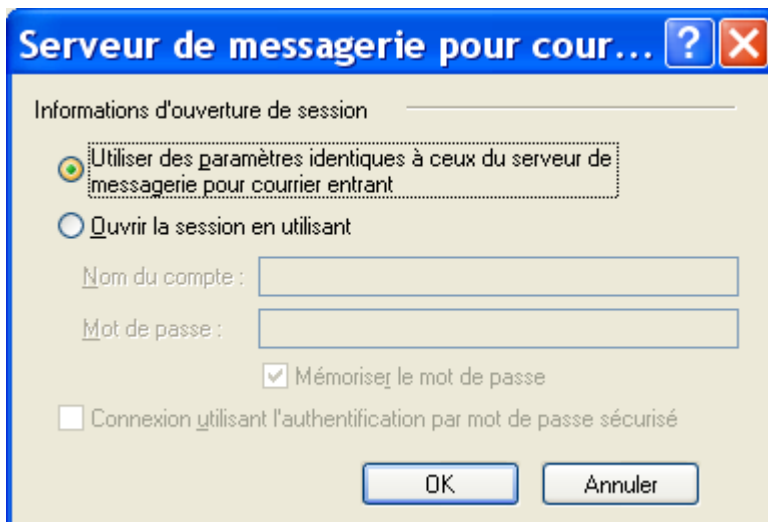 Serveur de messagerie pour cour...
Informations d'ouverture de session
Utiliser des paramètres identiques à ceux du serveur de
messagerie pour courrier entrant
Ouvrir la session en utilisant
Nom du compte :
Mot de passe :
Mémoriser le mot de passe
Connexion utilisant l'authentification par mot de passe sécurisé
OK
Annuler